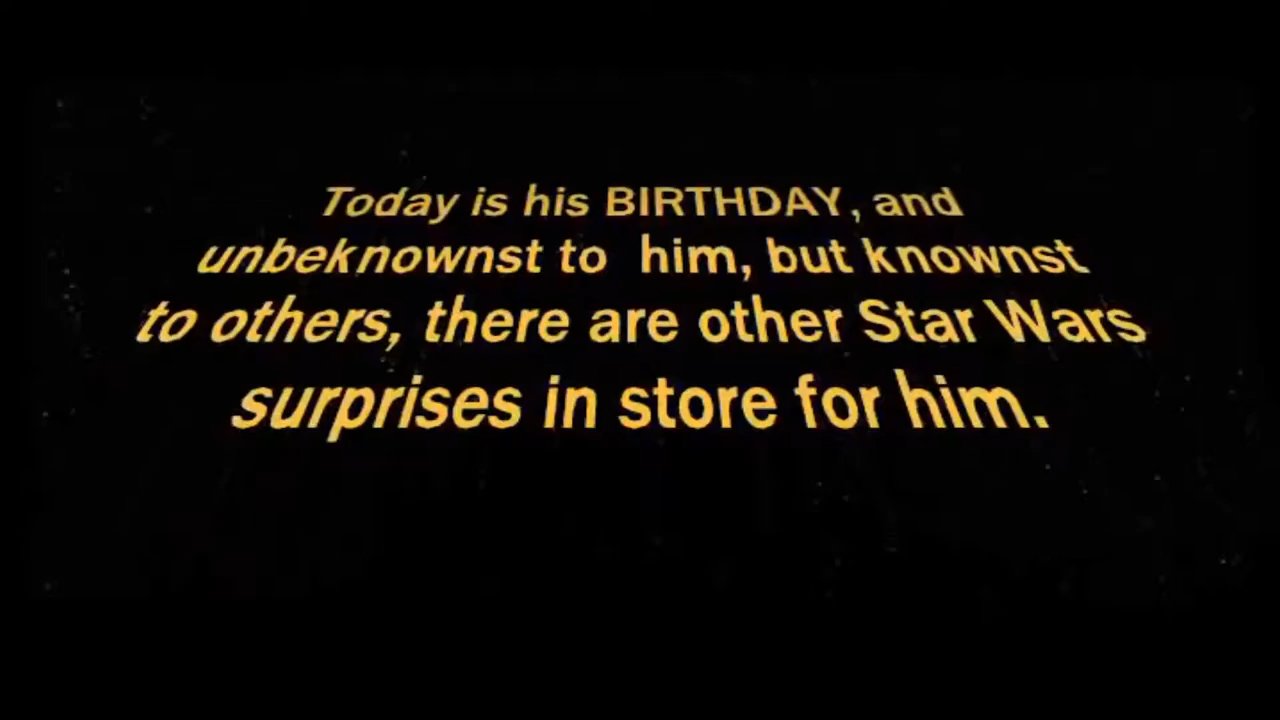 Today is his BIRTHDAY, and
unbeknownst to him, but knownst
to others, there are other Star Wars
surprises in store for him.